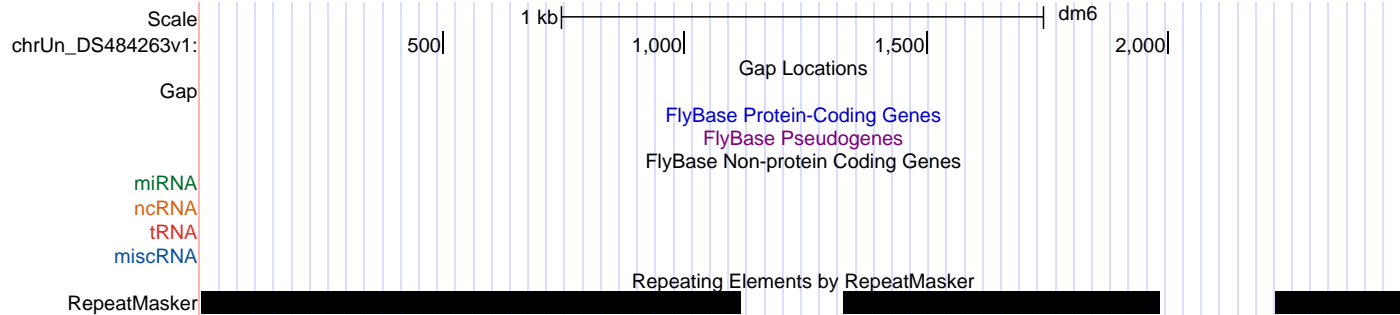 Scale 1 kb dm6
chrUn_DS484263v1: 500 1,000 1,500 2,000
Gap Locations
Gap
FlyBase Protein-Coding Genes
FlyBase Pseudogenes
FlyBase Non-protein Coding Genes
miRNA
ncRNA
tRNA
miscRNA
Repeating Elements by RepeatMasker
RepeatMasker